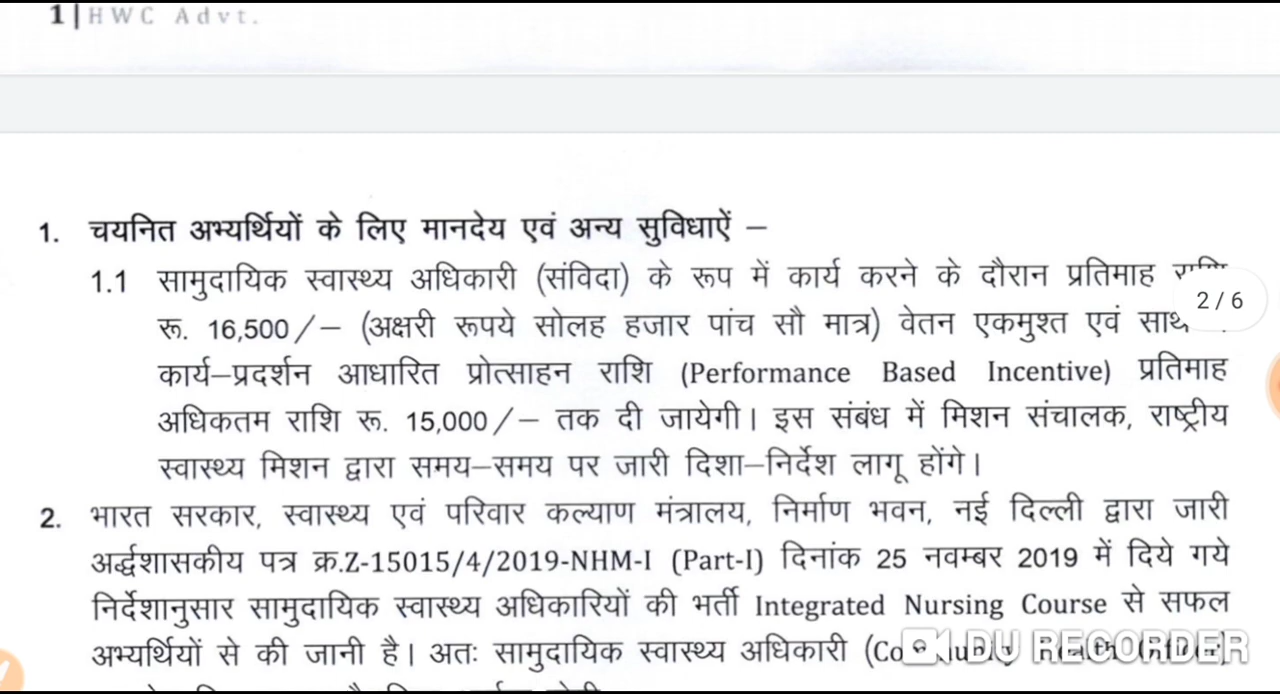 1 | H W C A d v t .
1. चयनित अभ्यर्थियों के लिए मानदेय एवं अन्य सुविधाऐं –
1.1 सामुदायिक स्वास्थ्य अधिकारी (संविदा) के रूप में कार्य करने के दौरान प्रतिमाह राशि
2 / 6
रू. 16,500/– (अक्षरी रूपये सोलह हजार पांच सौ मात्र) वेतन एकमुश्त एवं
कार्य–प्रदर्शन आधारित प्रोत्साहन राशि (Performance Based Incentive) प्रतिमाह
अधिकतम राशि रू. 15,000/– तक दी जायेगी। इस संबंध में मिशन संचालक, राष्ट्रीय
स्वास्थ्य मिशन द्वारा समय–समय पर जारी दिशा–निर्देश लागू होंगे।
2. भारत सरकार, स्वास्थ्य एवं परिवार कल्याण मंत्रालय, निर्माण भवन, नई दिल्ली द्वारा जारी
अर्द्धशासकीय पत्र क्र.Z-15015/4/2019-NHM-I (Part-I) दिनांक 25 नवम्बर 2019 में दिये गये
निर्देशानुसार सामुदायिक स्वास्थ्य अधिकारियों की भर्ती Integrated Nursing Course से सफल
अभ्यर्थियों से की जानी है। अतः सामुदायिक स्वास्थ्य अधिकारी (Community Health Officer)
DU RECORDER